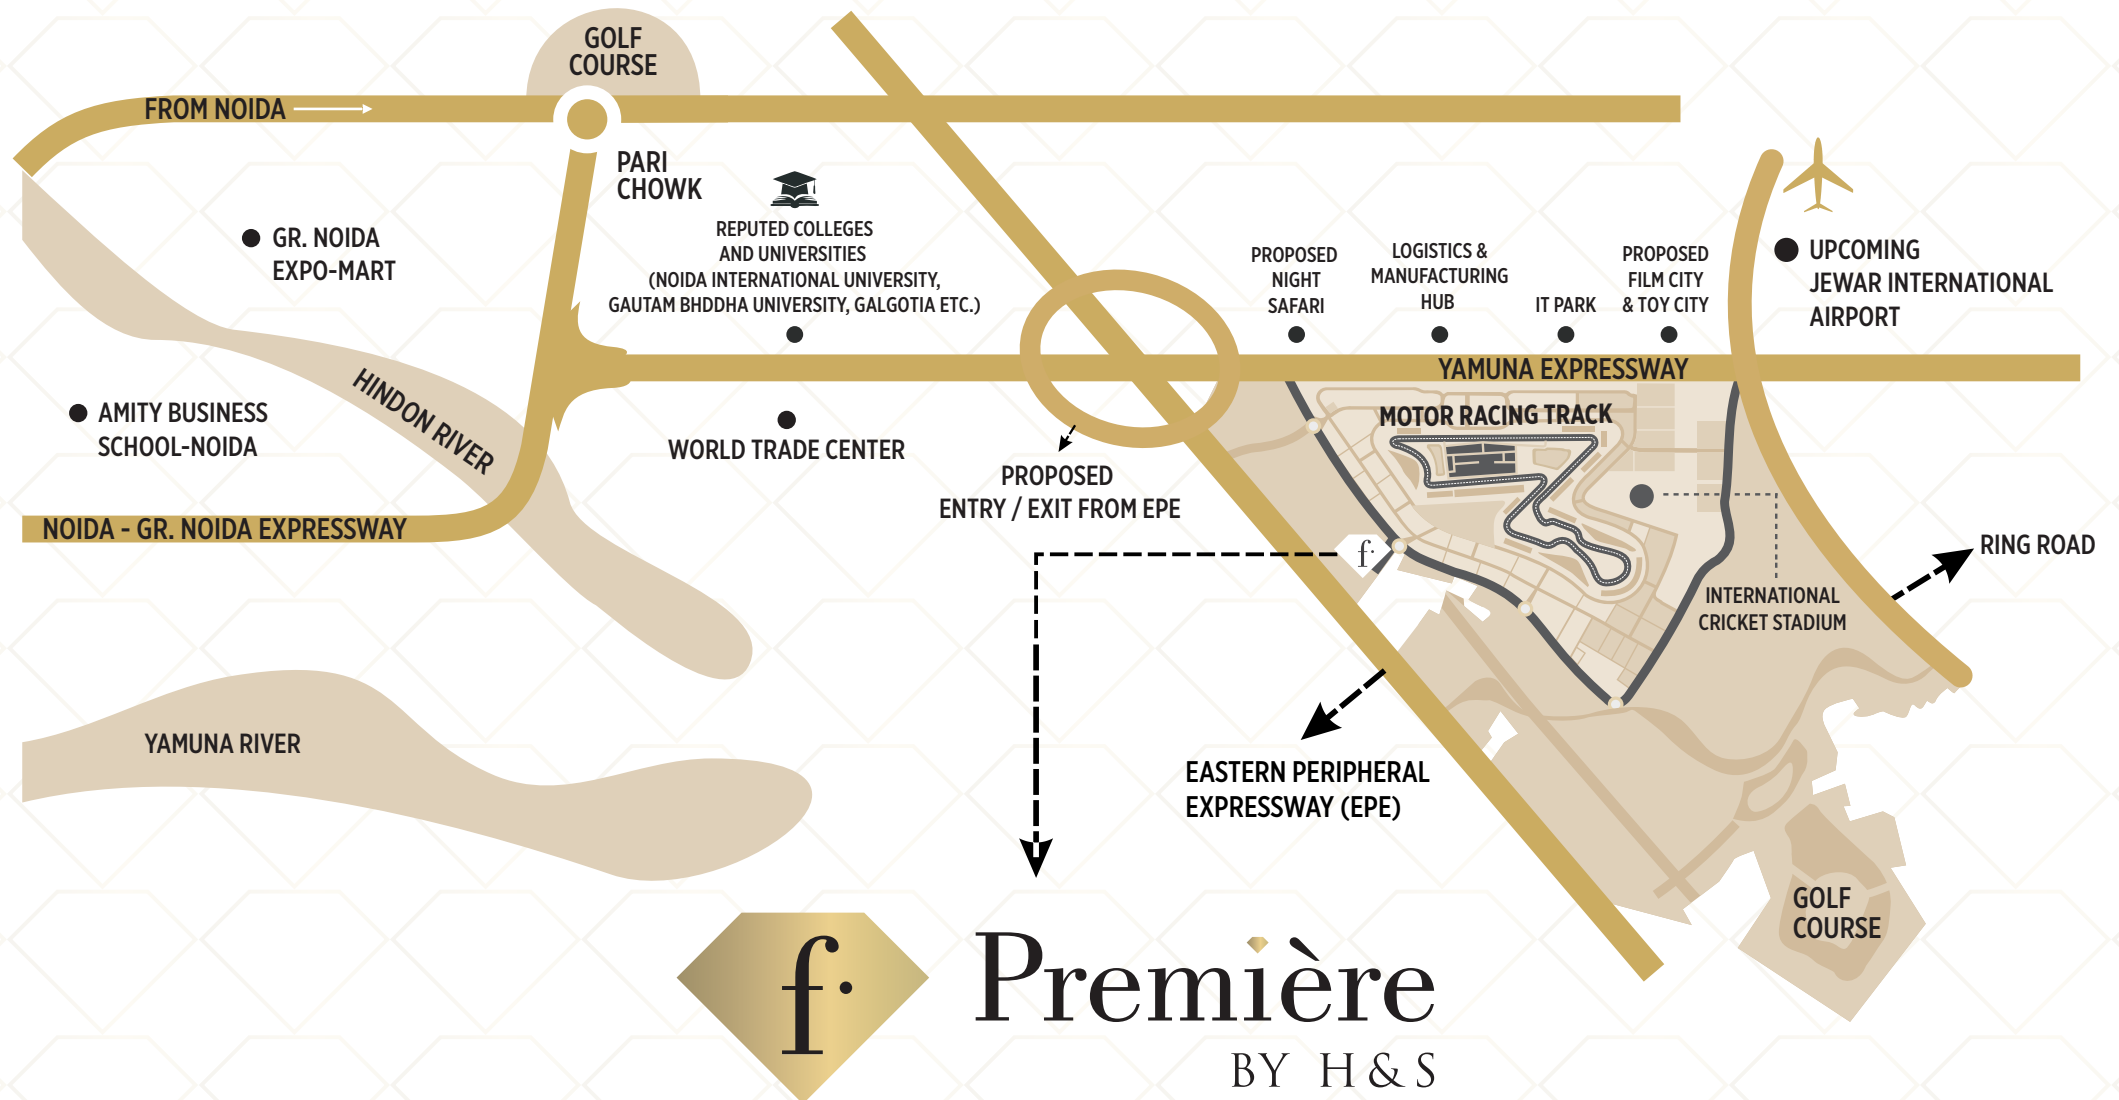 GOLF
COURSE
FROM NOIDA
PARI
CHOWK
GR. NOIDA
EXPO-MART
REPUTED COLLEGES
AND UNIVERSITIES
(NOIDA INTERNATIONAL UNIVERSITY,
GAUTAM BHDDHA UNIVERSITY, GALGOTIA ETC.)
PROPOSED
NIGHT
SAFARI
LOGISTICS &
MANUFACTURING
HUB
IT PARK
PROPOSED
FILM CITY
& TOY CITY
UPCOMING
JEWAR INTERNATIONAL
AIRPORT
YAMUNA EXPRESSWAY
HINDON RIVER
AMITY BUSINESS
SCHOOL-NOIDA
WORLD TRADE CENTER
MOTOR RACING TRACK
PROPOSED
ENTRY / EXIT FROM EPE
NOIDA - GR. NOIDA EXPRESSWAY
f.
RING ROAD
INTERNATIONAL
CRICKET STADIUM
YAMUNA RIVER
EASTERN PERIPHERAL
EXPRESSWAY (EPE)
GOLF
COURSE
f.
Première
BY H & S